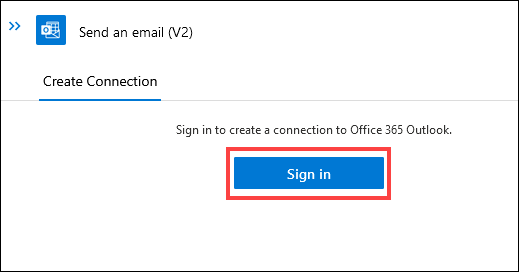 Send an email (V2)
Create Connection
Sign in to create a connection to Office 365 Outlook.
Sign in